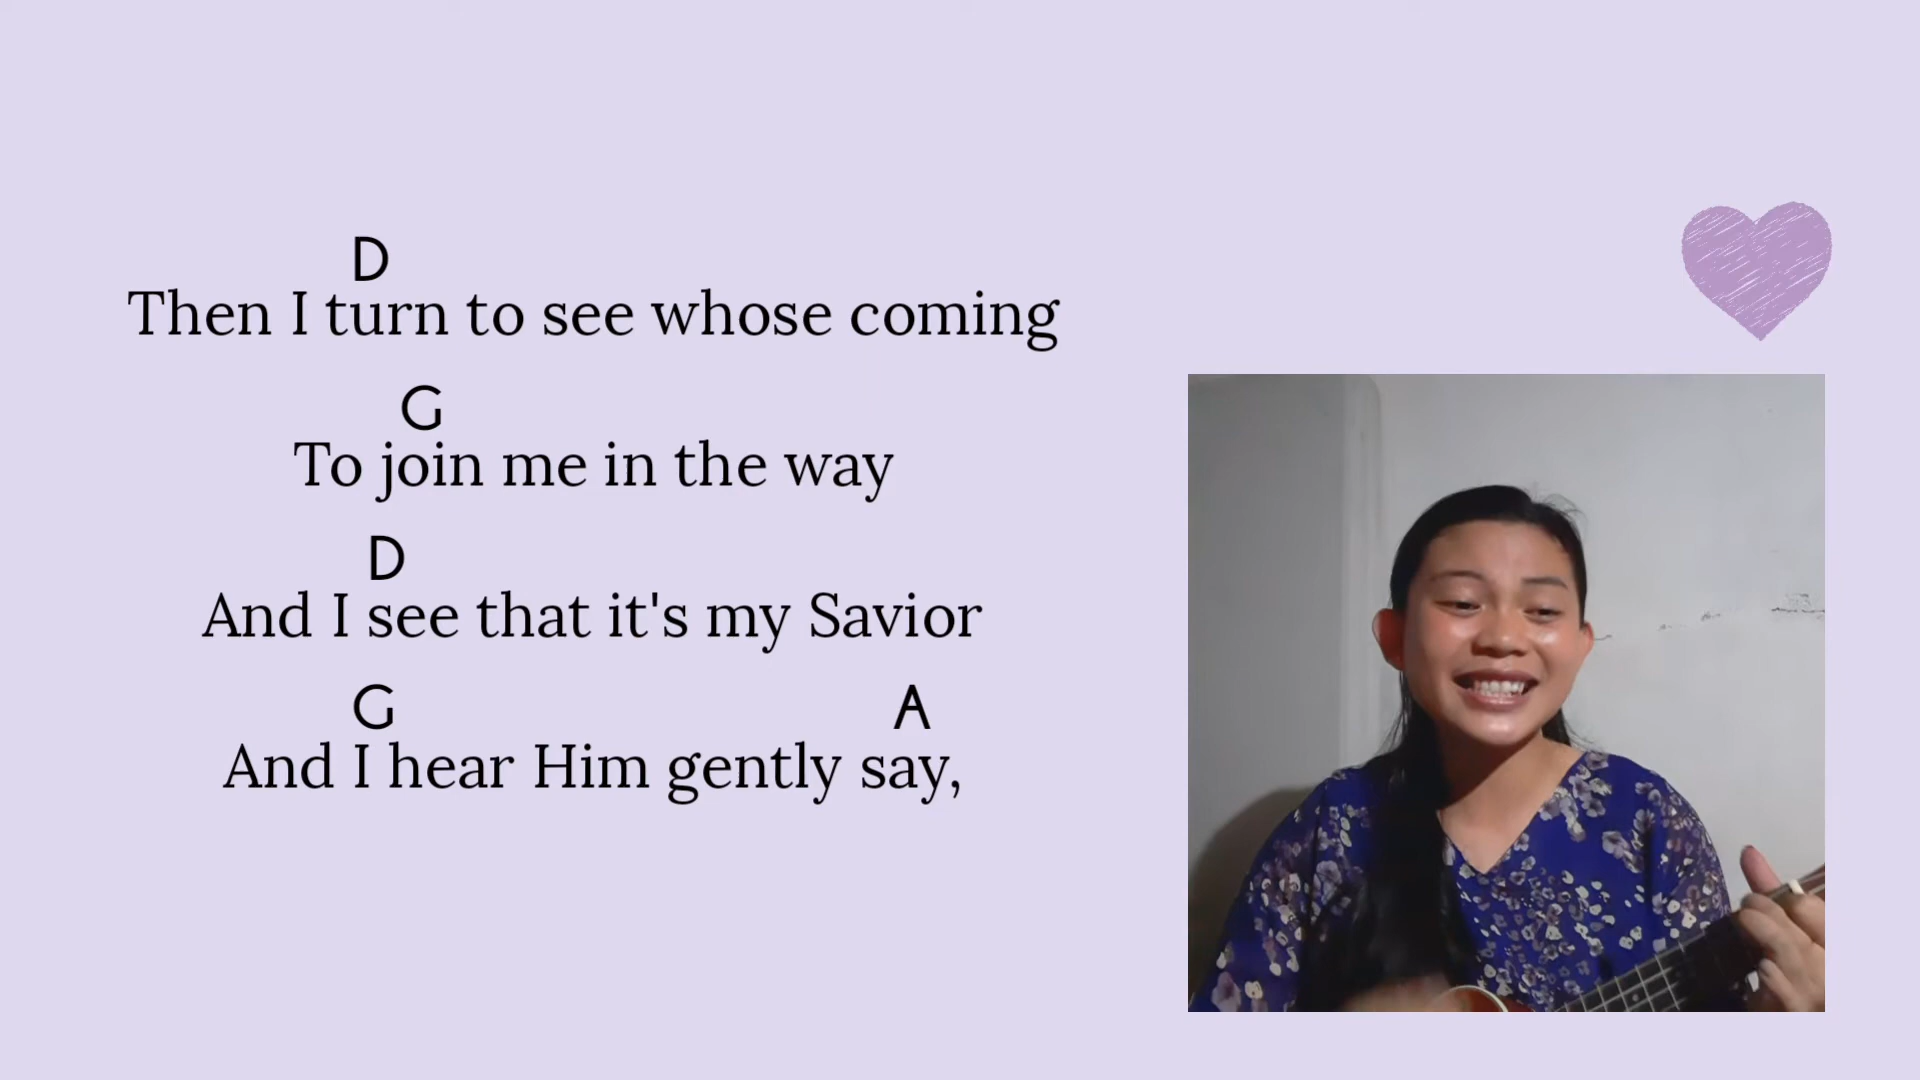 D
Then I turn to see whose coming
G
To join me in the way
D
And I see that it's my Savior
G A
And I hear Him gently say,